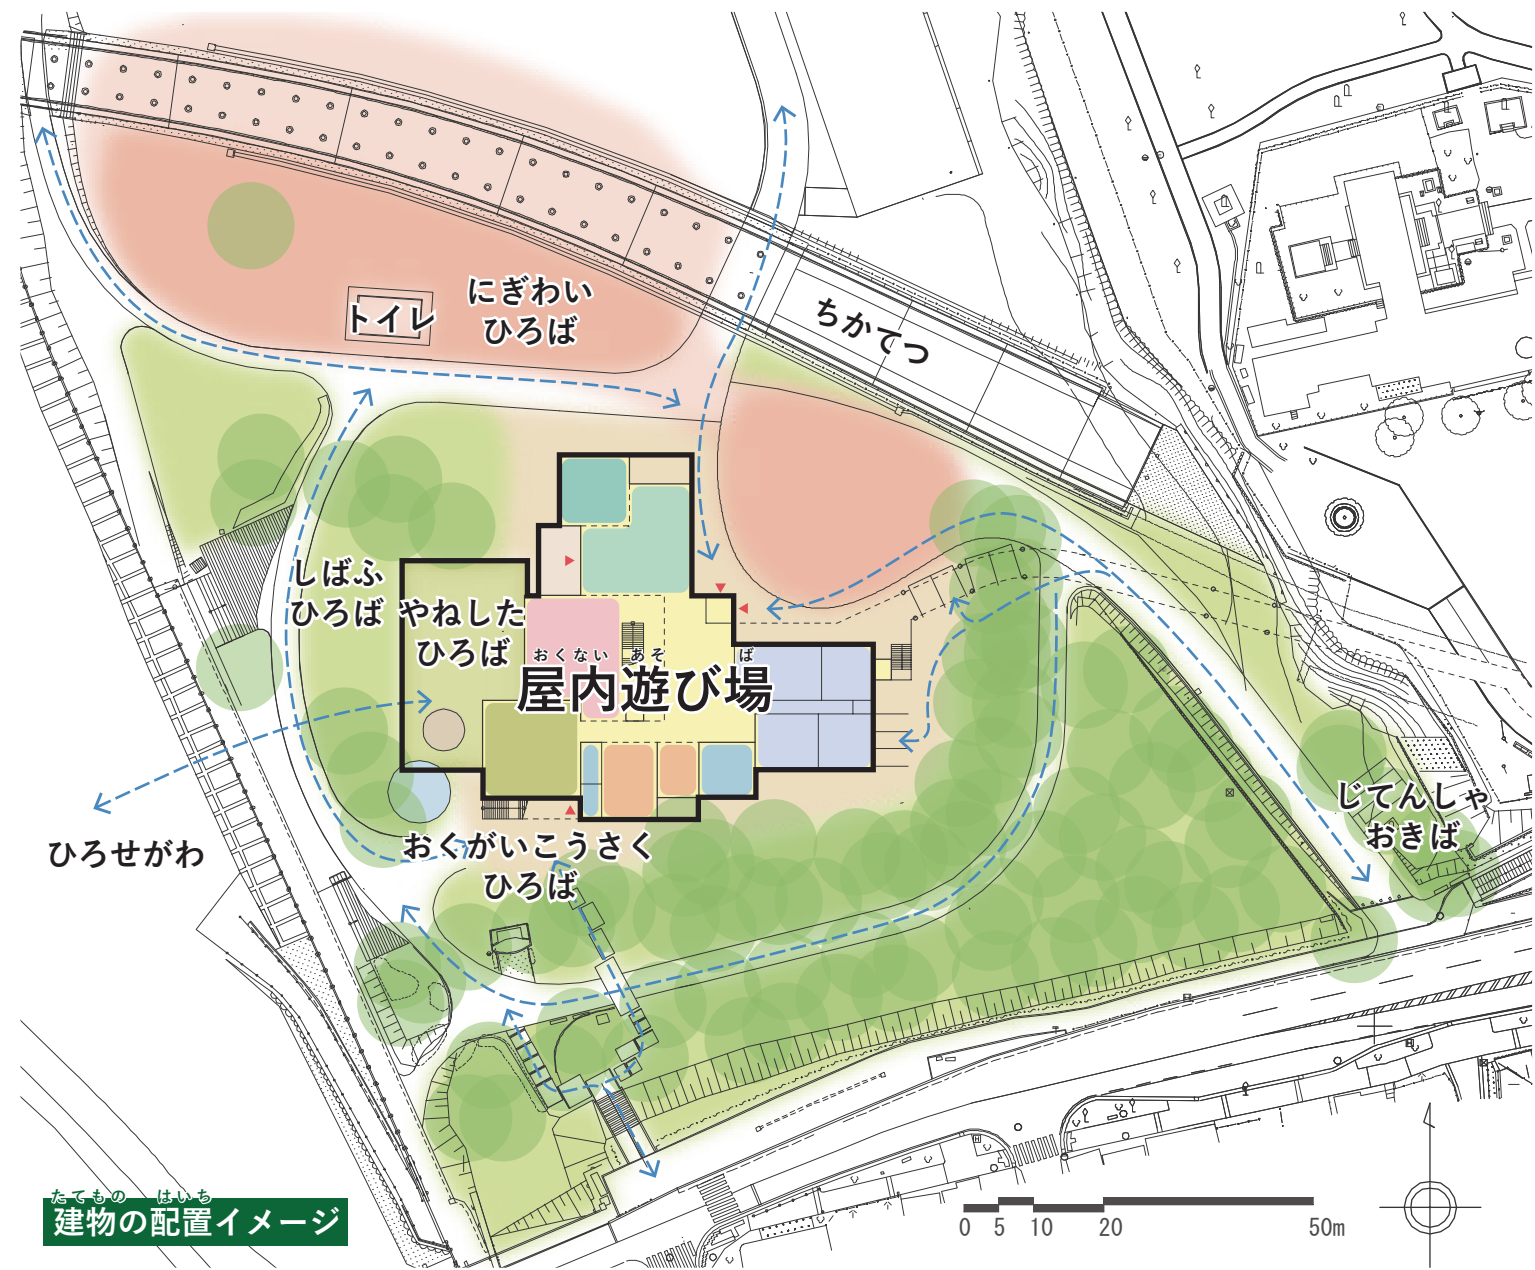 トイレ
にぎわい
ひろば
ちかてつ
しばふ
ひろば
やねした
ひろば
おくない あそ ば
屋内遊び場
ひろせがわ
おくがいこうさく
ひろば
じてんしゃ
おきば
たてもの はいち
建物の配置イメージ
0 5 10 20 50m